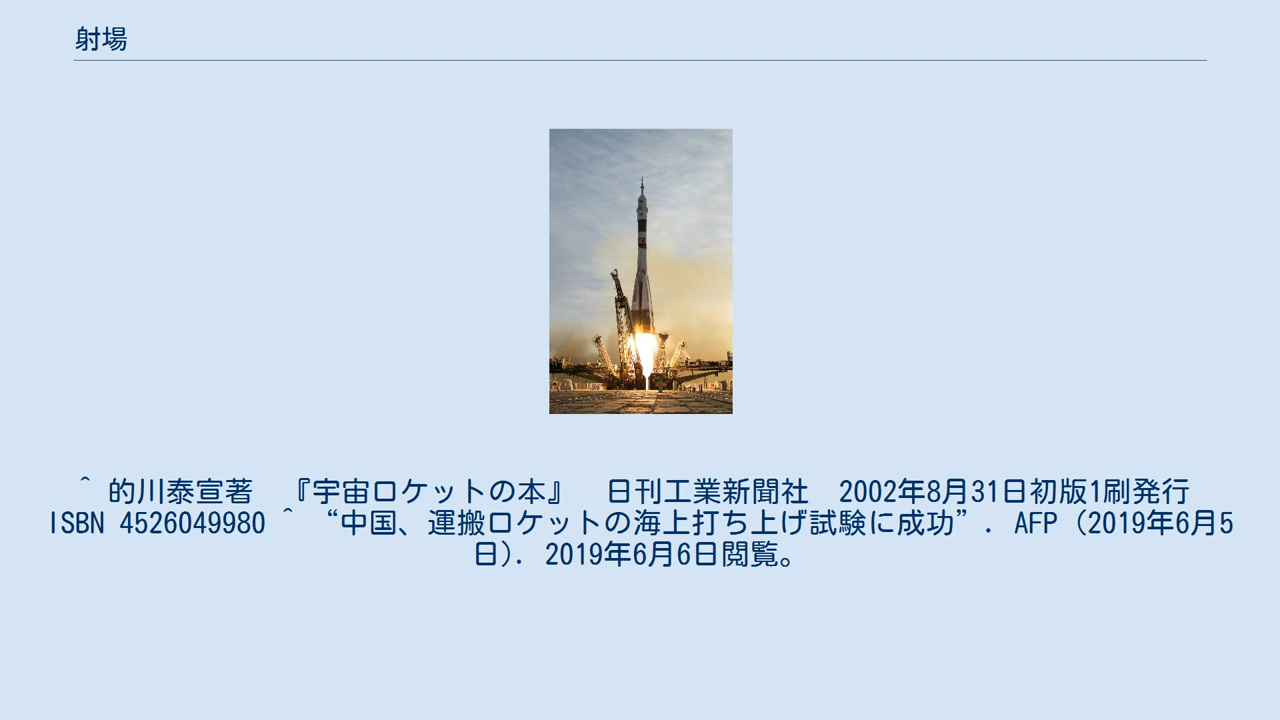 射場
^ 的川泰宣著　『宇宙ロケットの本』　日刊工業新聞社　2002年8月31日初版1刷発行
ISBN 4526049980 ^ “中国、運搬ロケットの海上打ち上げ試験に成功”. AFP (2019年6月5
日). 2019年6月6日閲覧。